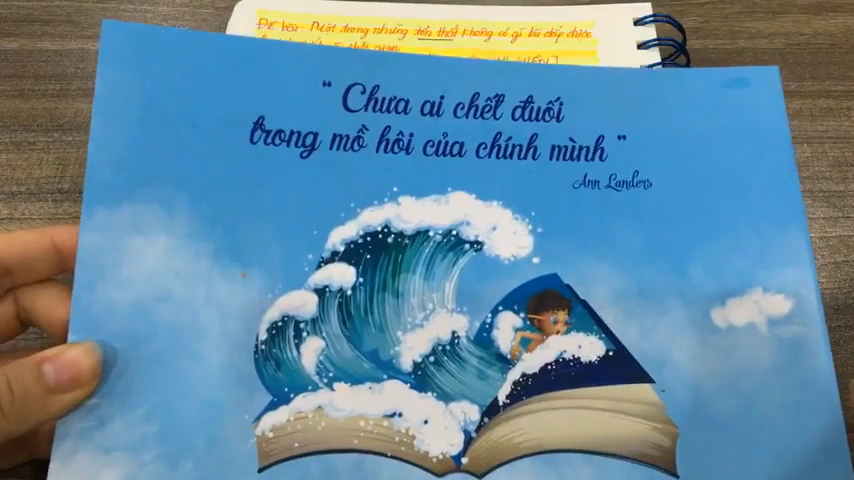 Đề bài: Một trong những tổn thất không có gì bù đắp được
" Chưa ai chết đuối
trong mồ hôi của chính mình "
Ann Landers